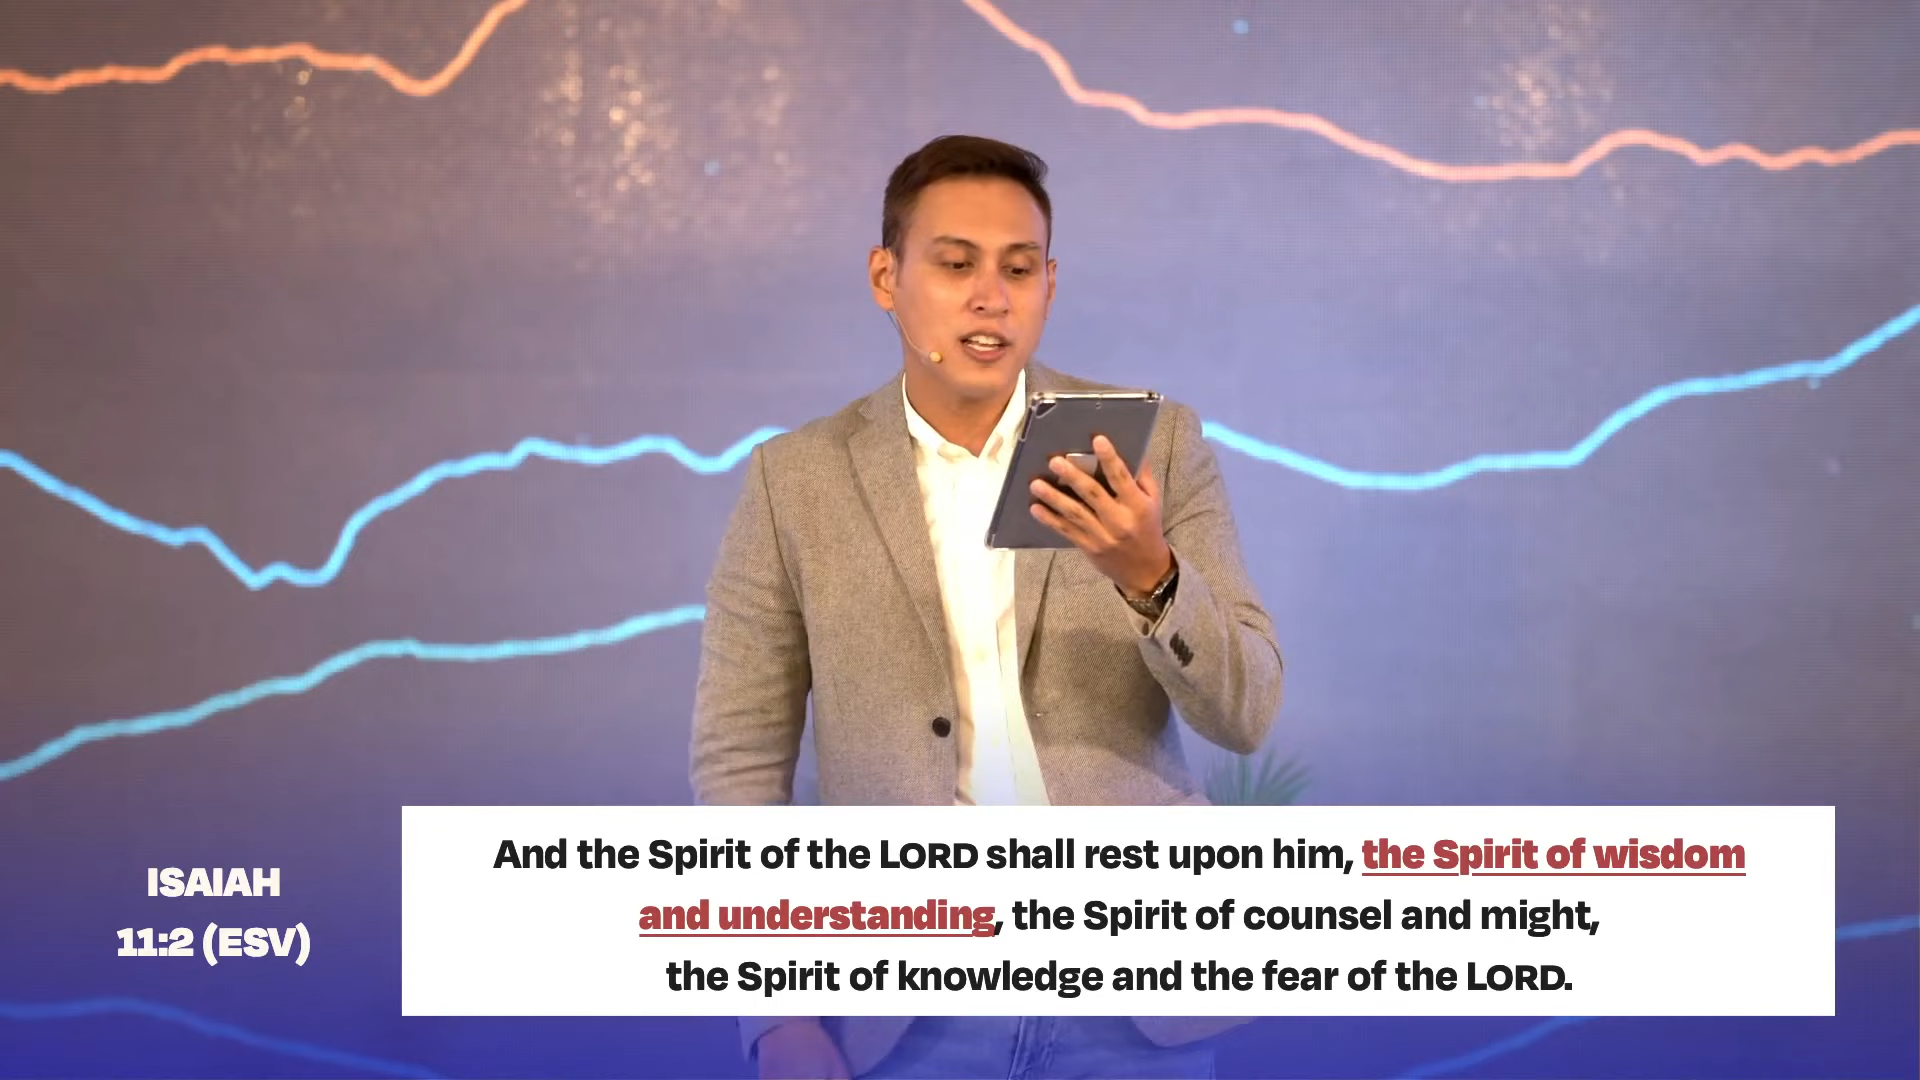 ISAIAH
11:2 (ESV)
And the Spirit of the LORD shall rest upon him, the Spirit of wisdom
and understanding, the Spirit of counsel and might,
the Spirit of knowledge and the fear of the LORD.